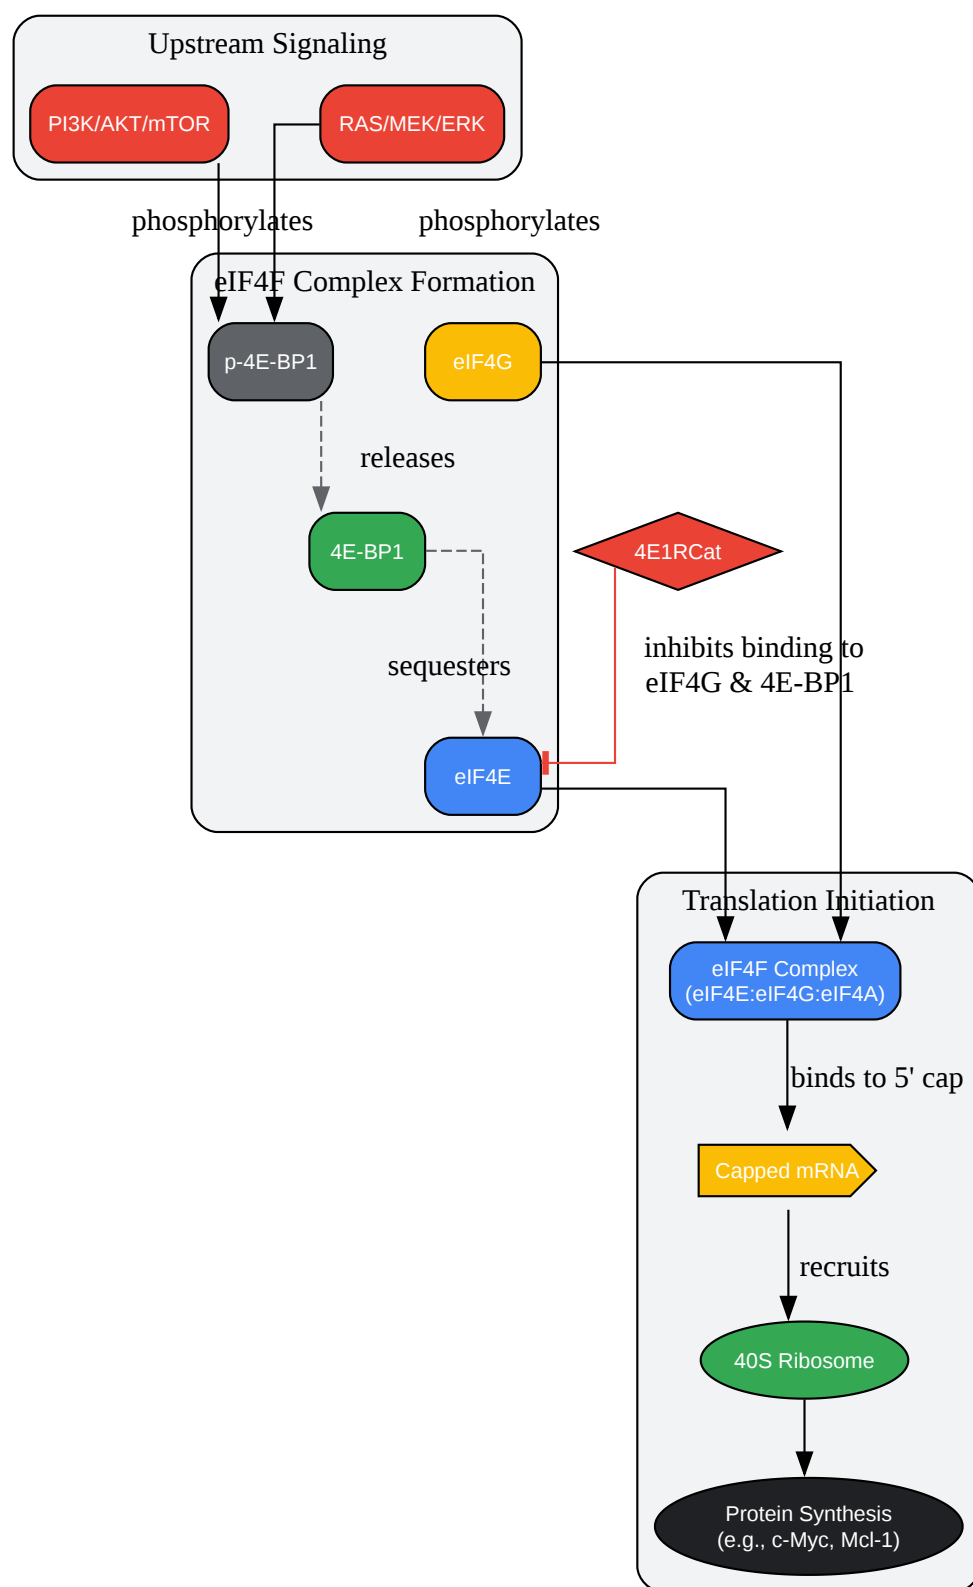 Upstream Signaling
PI3K/AKT/mTOR
RAS/MEK/ERK
phosphorylates
phosphorylates
eIF4F Complex Formation
p-4E-BP1
eIF4G
releases
4E-BP1
4E1RCat
inhibits binding to
eIF4G & 4E-BP1
sequesters
eIF4E
Translation Initiation
eIF4F Complex
(eIF4E:eIF4G:eIF4A)
binds to 5' cap
Capped mRNA
recruits
40S Ribosome
Protein Synthesis
(e.g., c-Myc, Mcl-1)